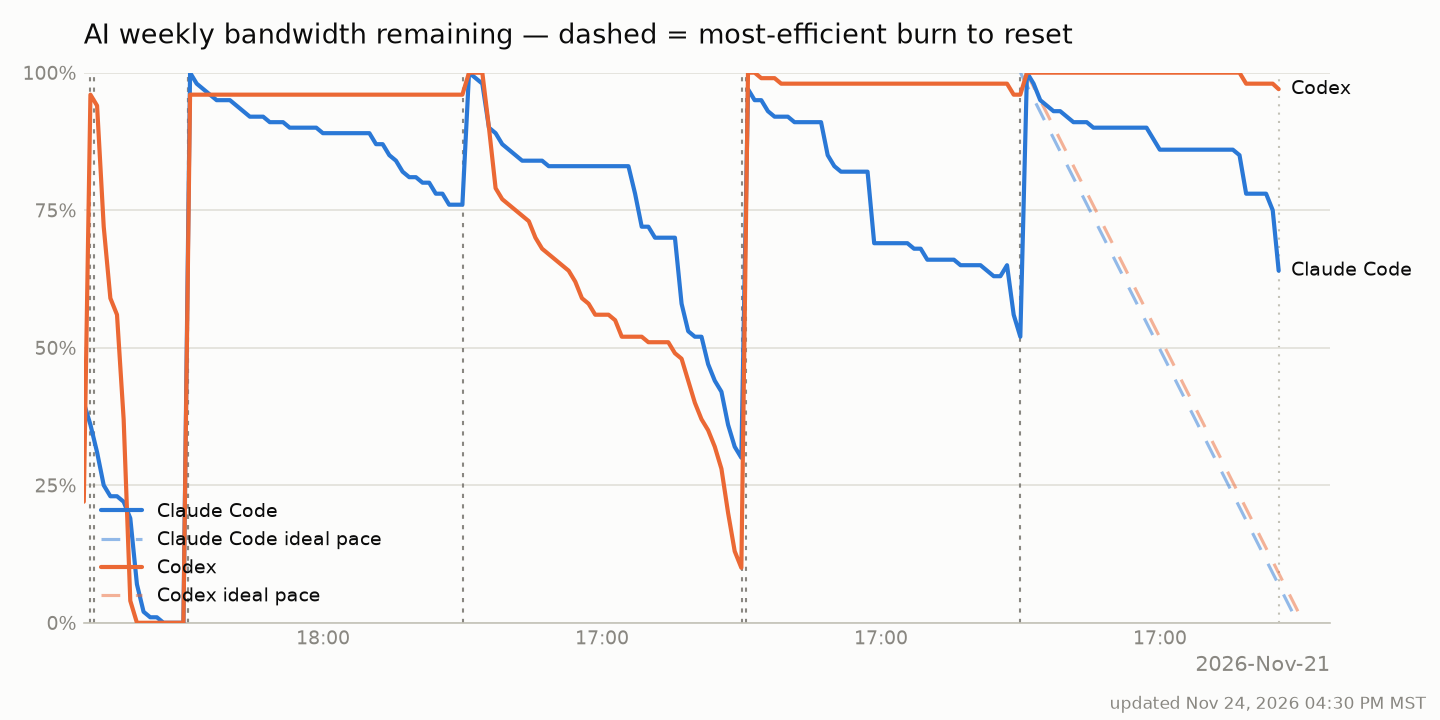 AI weekly bandwidth remaining — dashed = most-efficient burn to reset
100%
75%
50%
25%
0%
Codex
Claude Code
Claude Code
Claude Code ideal pace
Codex
Codex ideal pace
18:00
17:00
17:00
17:00
2026-Nov-21
updated Nov 24, 2026 04:30 PM MST